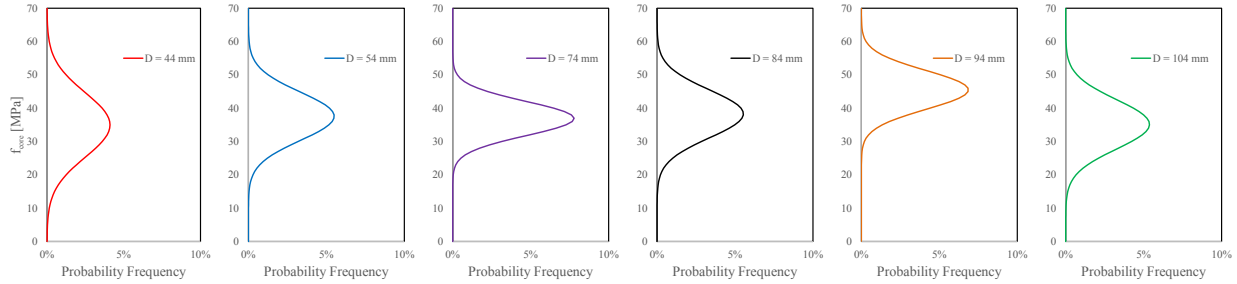 70 70 70 70 70 70
60 60 60 60 60 60
D = 44 mm D = 54 mm D = 74 mm D = 84 mm D = 94 mm D = 104 mm
50 50 50 50 50 50
f_core [MPa]
40 40 40 40 40 40
30 30 30 30 30 30
20 20 20 20 20 20
10 10 10 10 10 10
0 0 0 0 0 0
0% 5% 10% 0% 5% 10% 0% 5% 10% 0% 5% 10% 0% 5% 10% 0% 5% 10%
Probability Frequency Probability Frequency Probability Frequency Probability Frequency Probability Frequency Probability Frequency